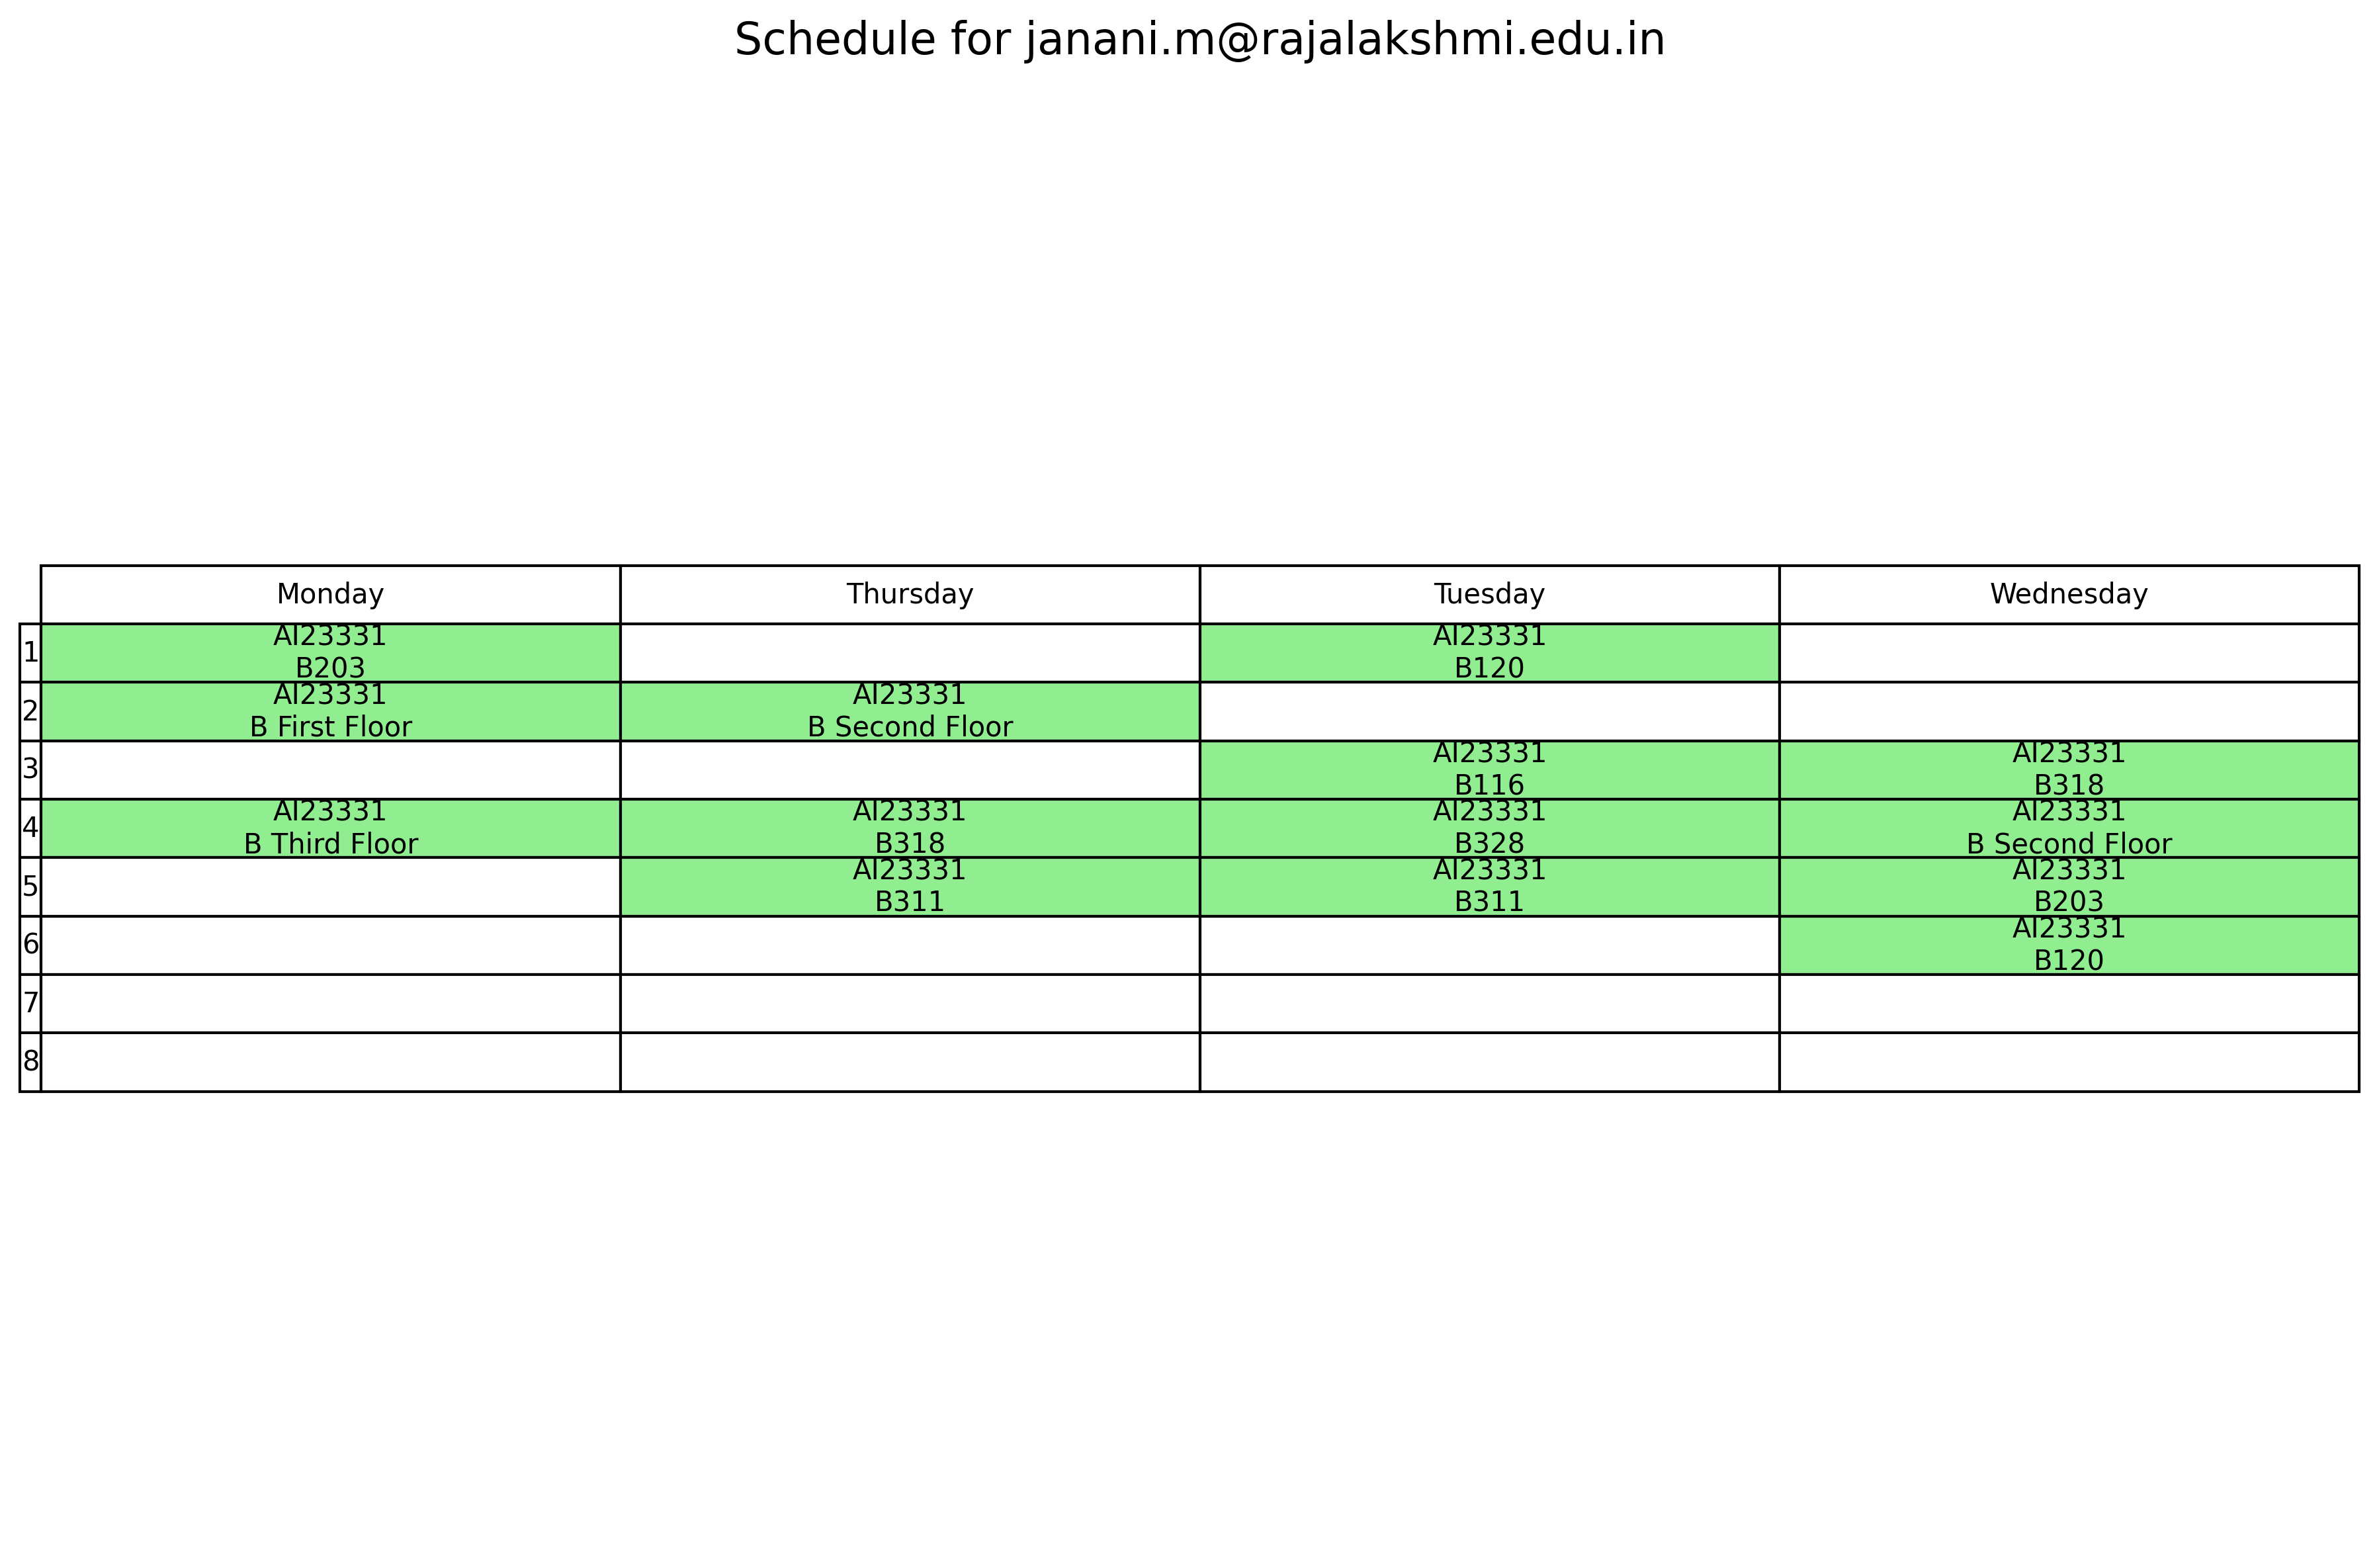 Schedule for janani.m@rajalakshmi.edu.in
Monday Thursday Tuesday Wednesday
1 AI23331 B203 AI23331 B120
2 AI23331 B First Floor AI23331 B Second Floor
3 AI23331 B116 AI23331 B318
4 AI23331 B Third Floor AI23331 B318 AI23331 B328 AI23331 B Second Floor
5 AI23331 B311 AI23331 B311 AI23331 B203
6 AI23331 B120
7
8